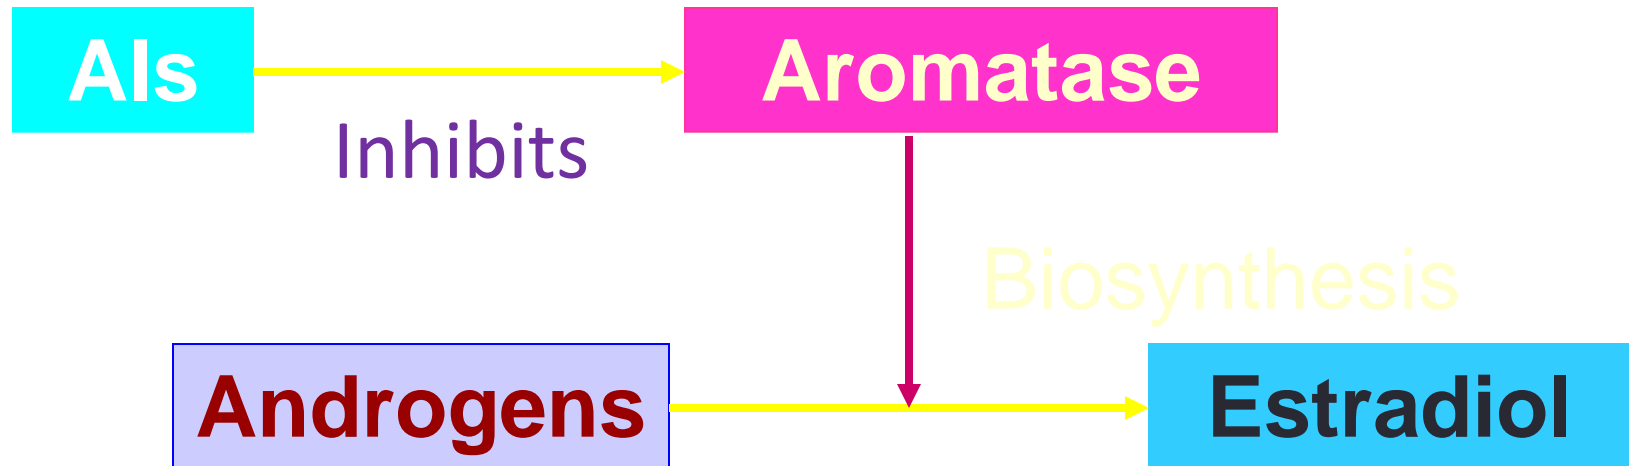 AIs
Aromatase
Inhibits
Biosynthesis
Androgens
Estradiol